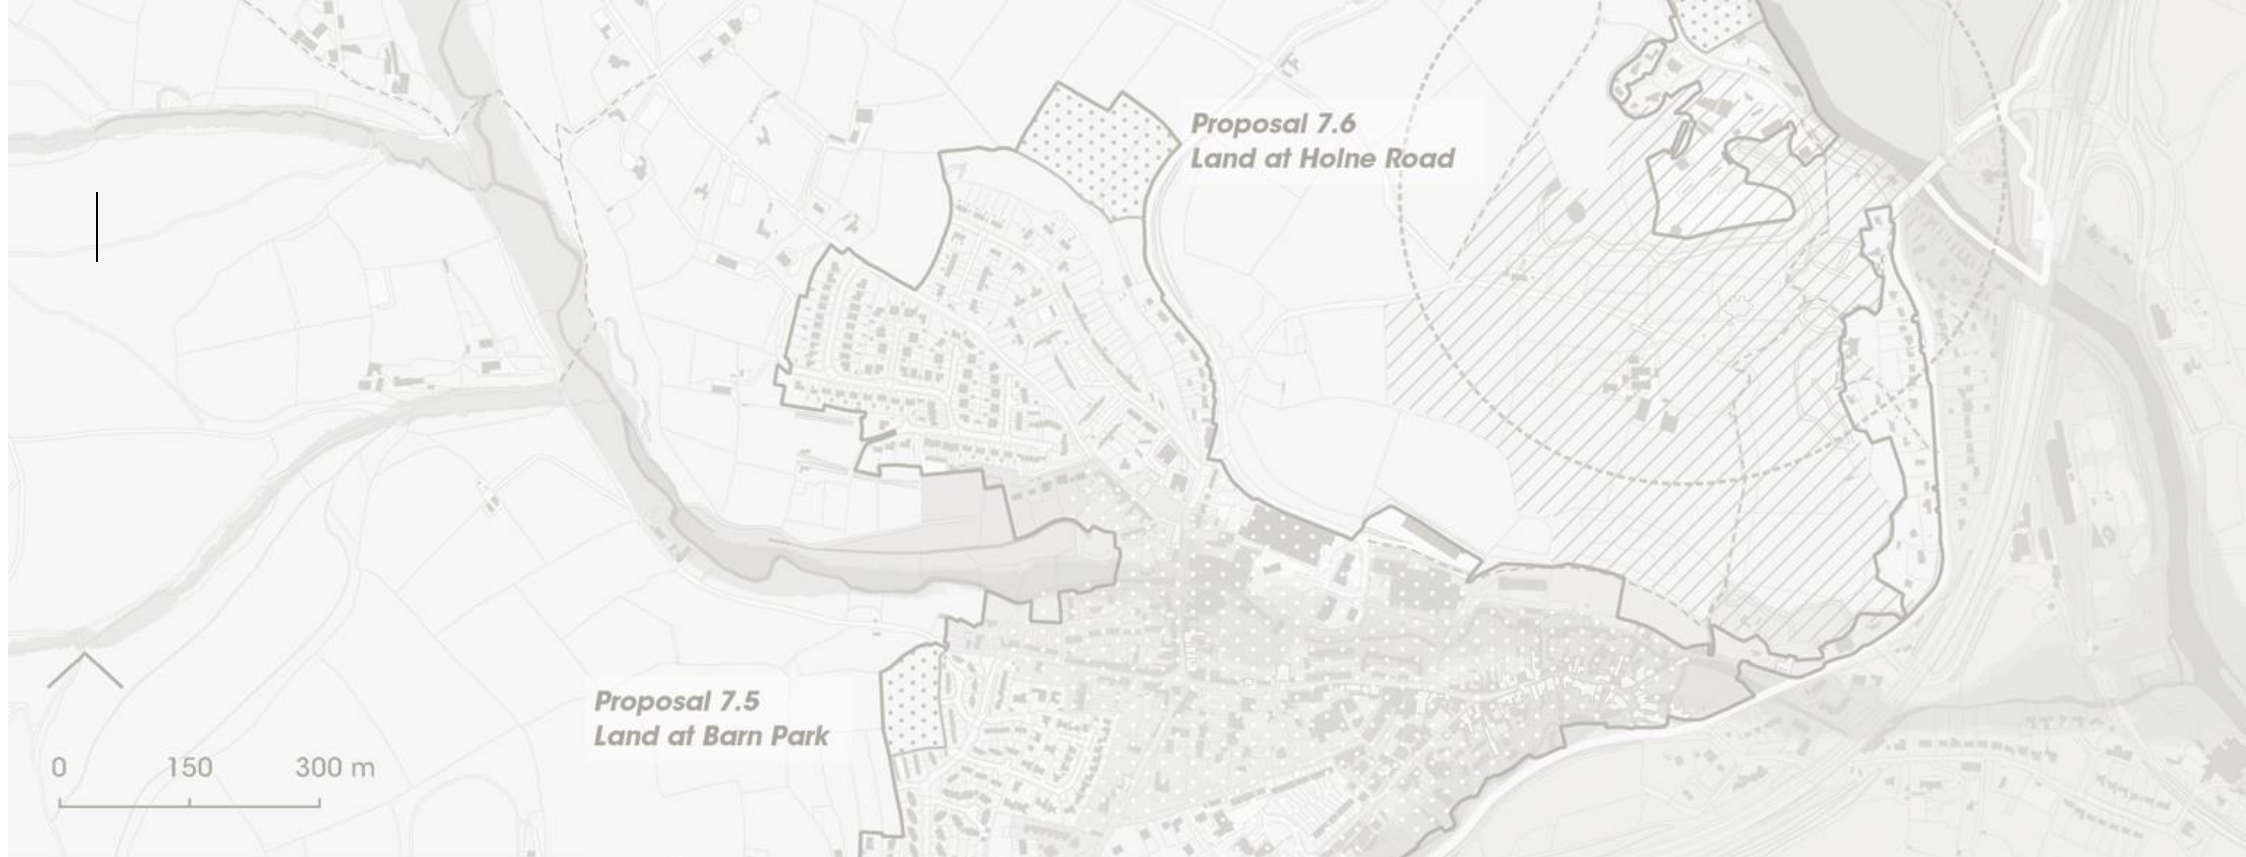 Proposal 7.6
Land at Holne Road
Proposal 7.5
Land at Barn Park
0 150 300 m